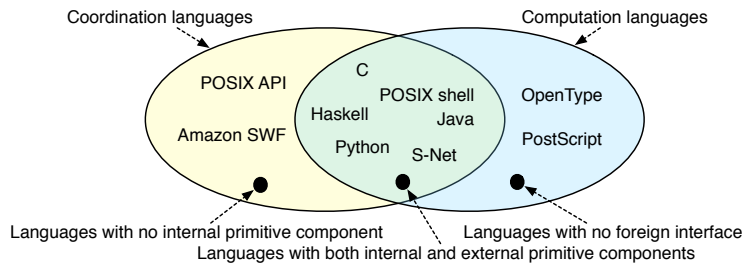 Coordination languages
Computation languages
C
POSIX API
POSIX shell
OpenType
Haskell
Java
Amazon SWF
Python
S-Net
PostScript
Languages with no internal primitive component
Languages with no foreign interface
Languages with both internal and external primitive components